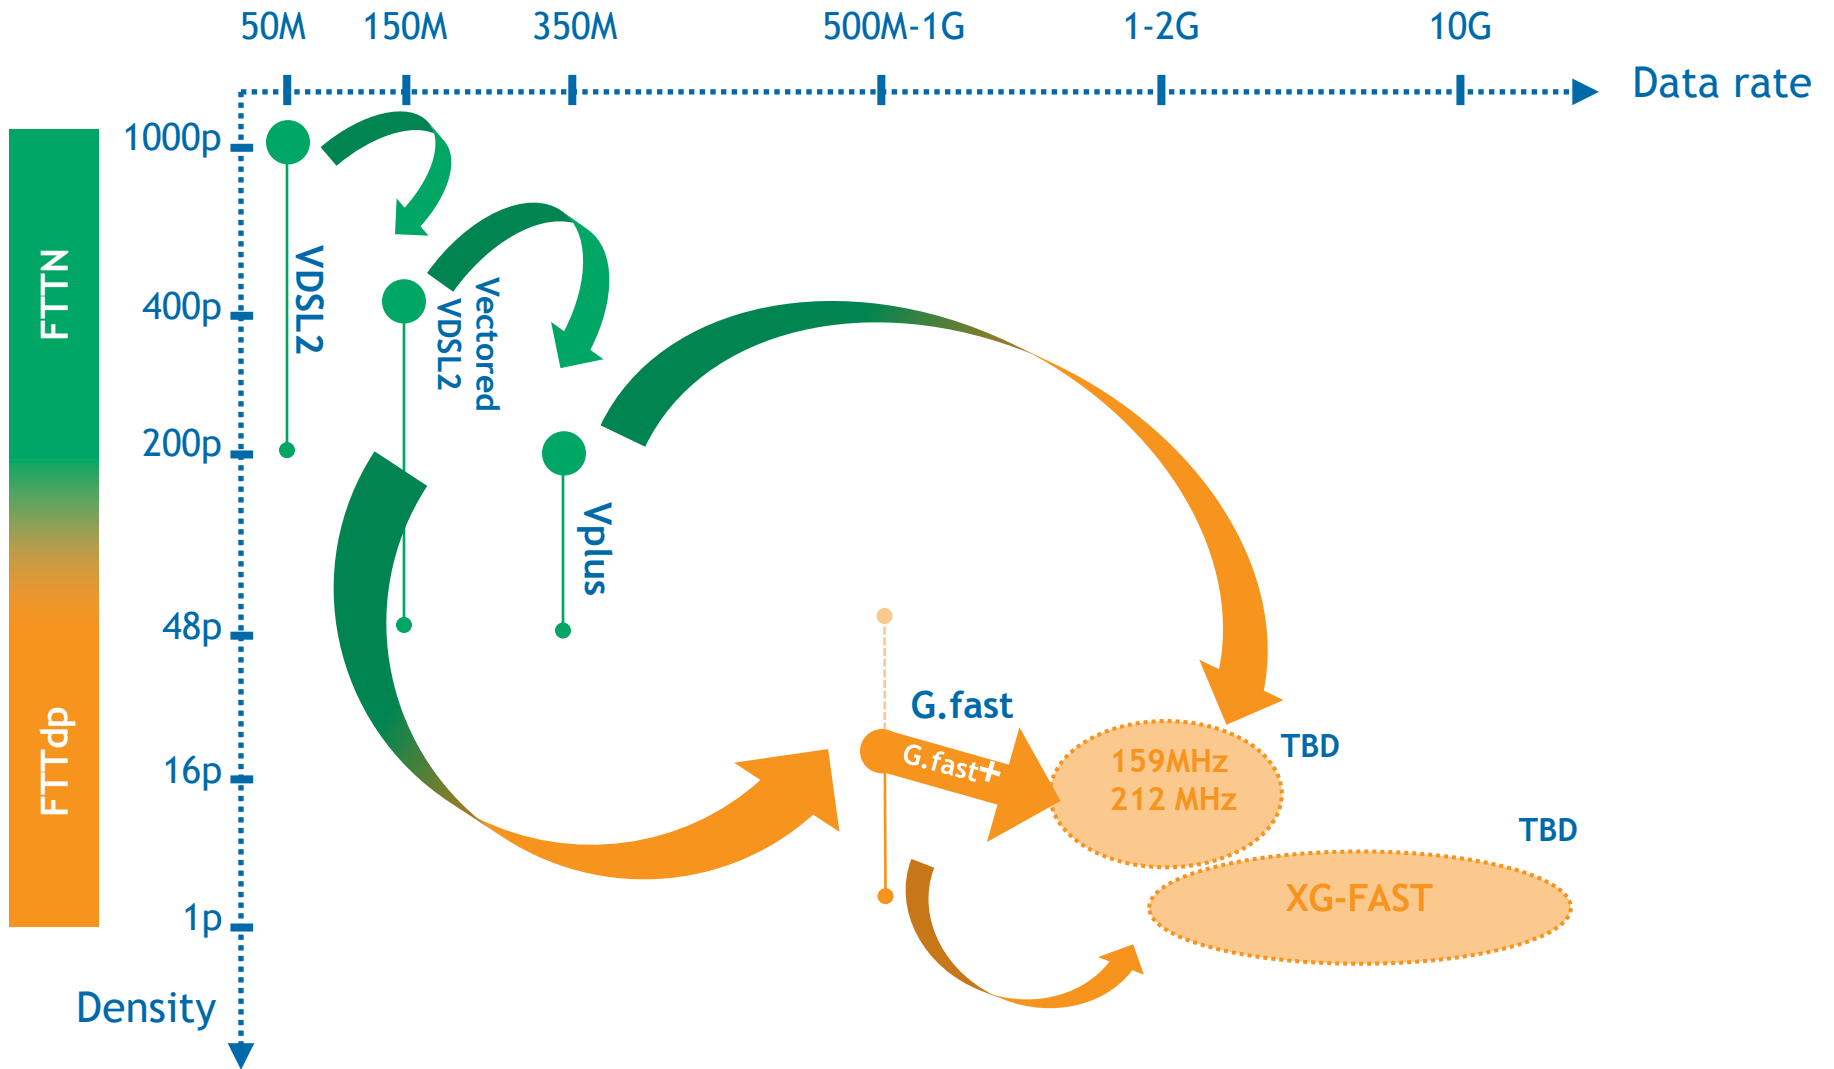 50M
150M
350M
500M-1G
1-2G
10G
Data rate
1000p
400p
200p
48p
16p
1p
Density
FTTN
FTTdp
VDSL2
Vectored
VDSL2
Vplus
G.fast
G.fast+
159MHz
212 MHz
TBD
TBD
XG-FAST